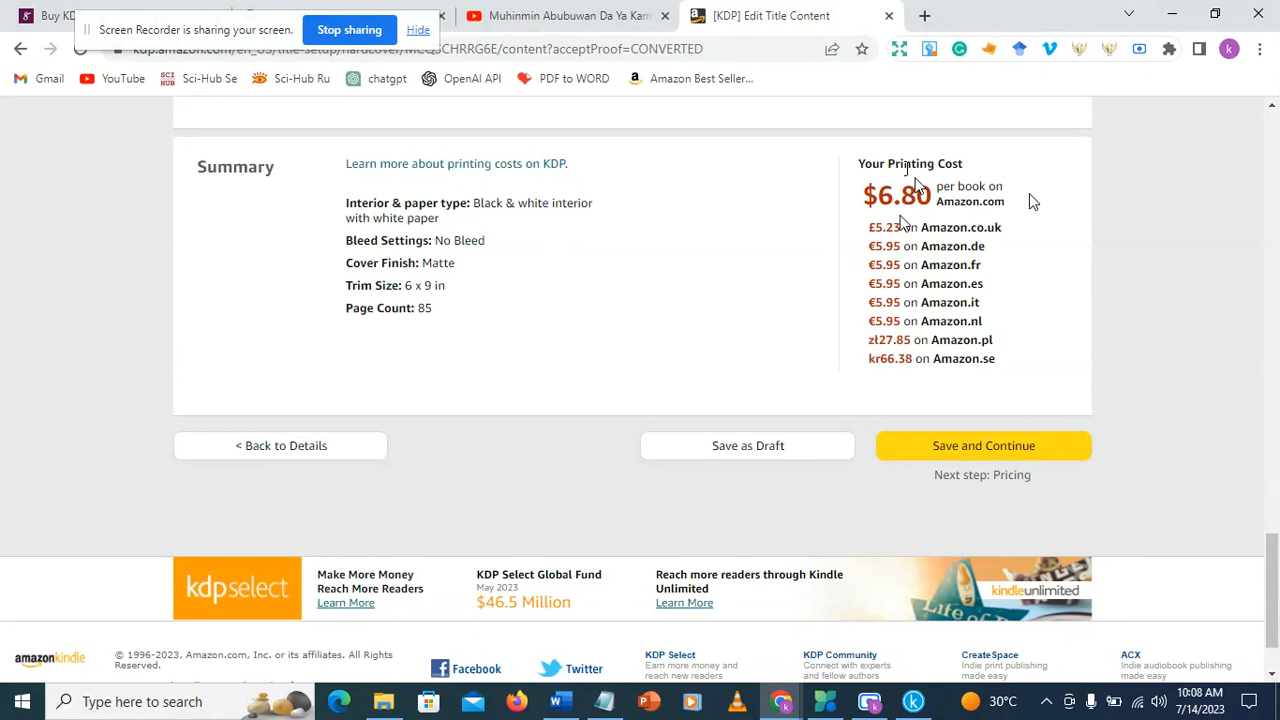 Buy KD
Muhinmin Abubuwan Da Ya Kam
[KDP] Edit Title Content
Screen Recorder is sharing your screen.
Stop sharing
Hide
content?acceptProof=CONVERTED
Gmail
YouTube
SCI HUB
Sci-Hub Se
Sci-Hub Ru
chatgpt
OpenAI API
PDF to WORD
Amazon Best Seller...
Summary
Learn more about printing costs on KDP.
Interior & paper type: Black & white interior
with white paper
Bleed Settings: No Bleed
Cover Finish: Matte
Trim Size: 6 x 9 in
Page Count: 85
Your Printing Cost
$6.80 per book on
Amazon.com
£5.23 on Amazon.co.uk
€5.95 on Amazon.de
€5.95 on Amazon.fr
€5.95 on Amazon.es
€5.95 on Amazon.it
€5.95 on Amazon.nl
zł27.85 on Amazon.pl
kr66.38 on Amazon.se
< Back to Details
Save as Draft
Save and Continue
Next step: Pricing
kdp select
Make More Money
Reach More Readers
Learn More
KDP Select Global Fund
May 2023
$46.5 Million
Reach more readers through Kindle
Unlimited
Learn More
kindleunlimited
amazonkindle
© 1996-2023, Amazon.com, Inc. or its affiliates. All Rights
Reserved.
Facebook
Twitter
KDP Select
Earn more money and
reach new readers
KDP Community
Connect with experts
and fellow authors
CreateSpace
Indie print publishing
made easy
ACX
Indie audiobook publishing
made easy
Type here to search
30°C
10:08 AM
7/14/2023